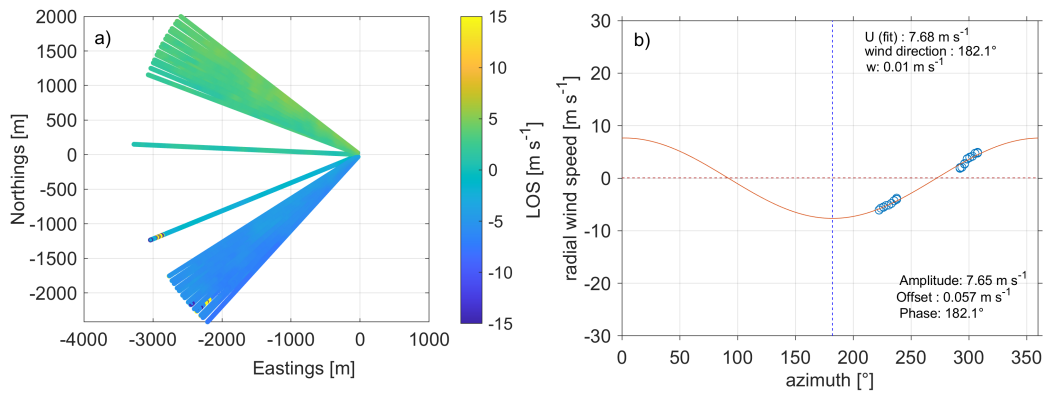 a)
2000
1500
1000
500
0
-500
-1000
-1500
-2000
Northings [m]
-4000 -3000 -2000 -1000 0 1000
Eastings [m]
15
10
5
0
-5
-10
-15
LOS [m s⁻¹]
b)
U (fit) : 7.68 m s⁻¹
wind direction : 182.1°
w: 0.01 m s⁻¹
30
20
10
0
-10
-20
-30
radial wind speed [m s⁻¹]
Amplitude: 7.65 m s⁻¹
Offset : 0.057 m s⁻¹
Phase: 182.1°
0 50 100 150 200 250 300 350
azimuth [°]